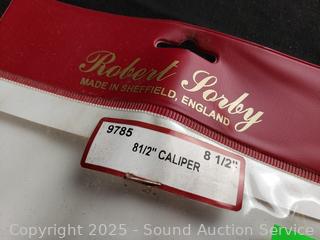 Robert Sorby
MADE IN SHEFFIELD, ENGLAND
9785 8 1/2"
81/2" CALIPER
Copyright © 2025 - Sound Auction Service